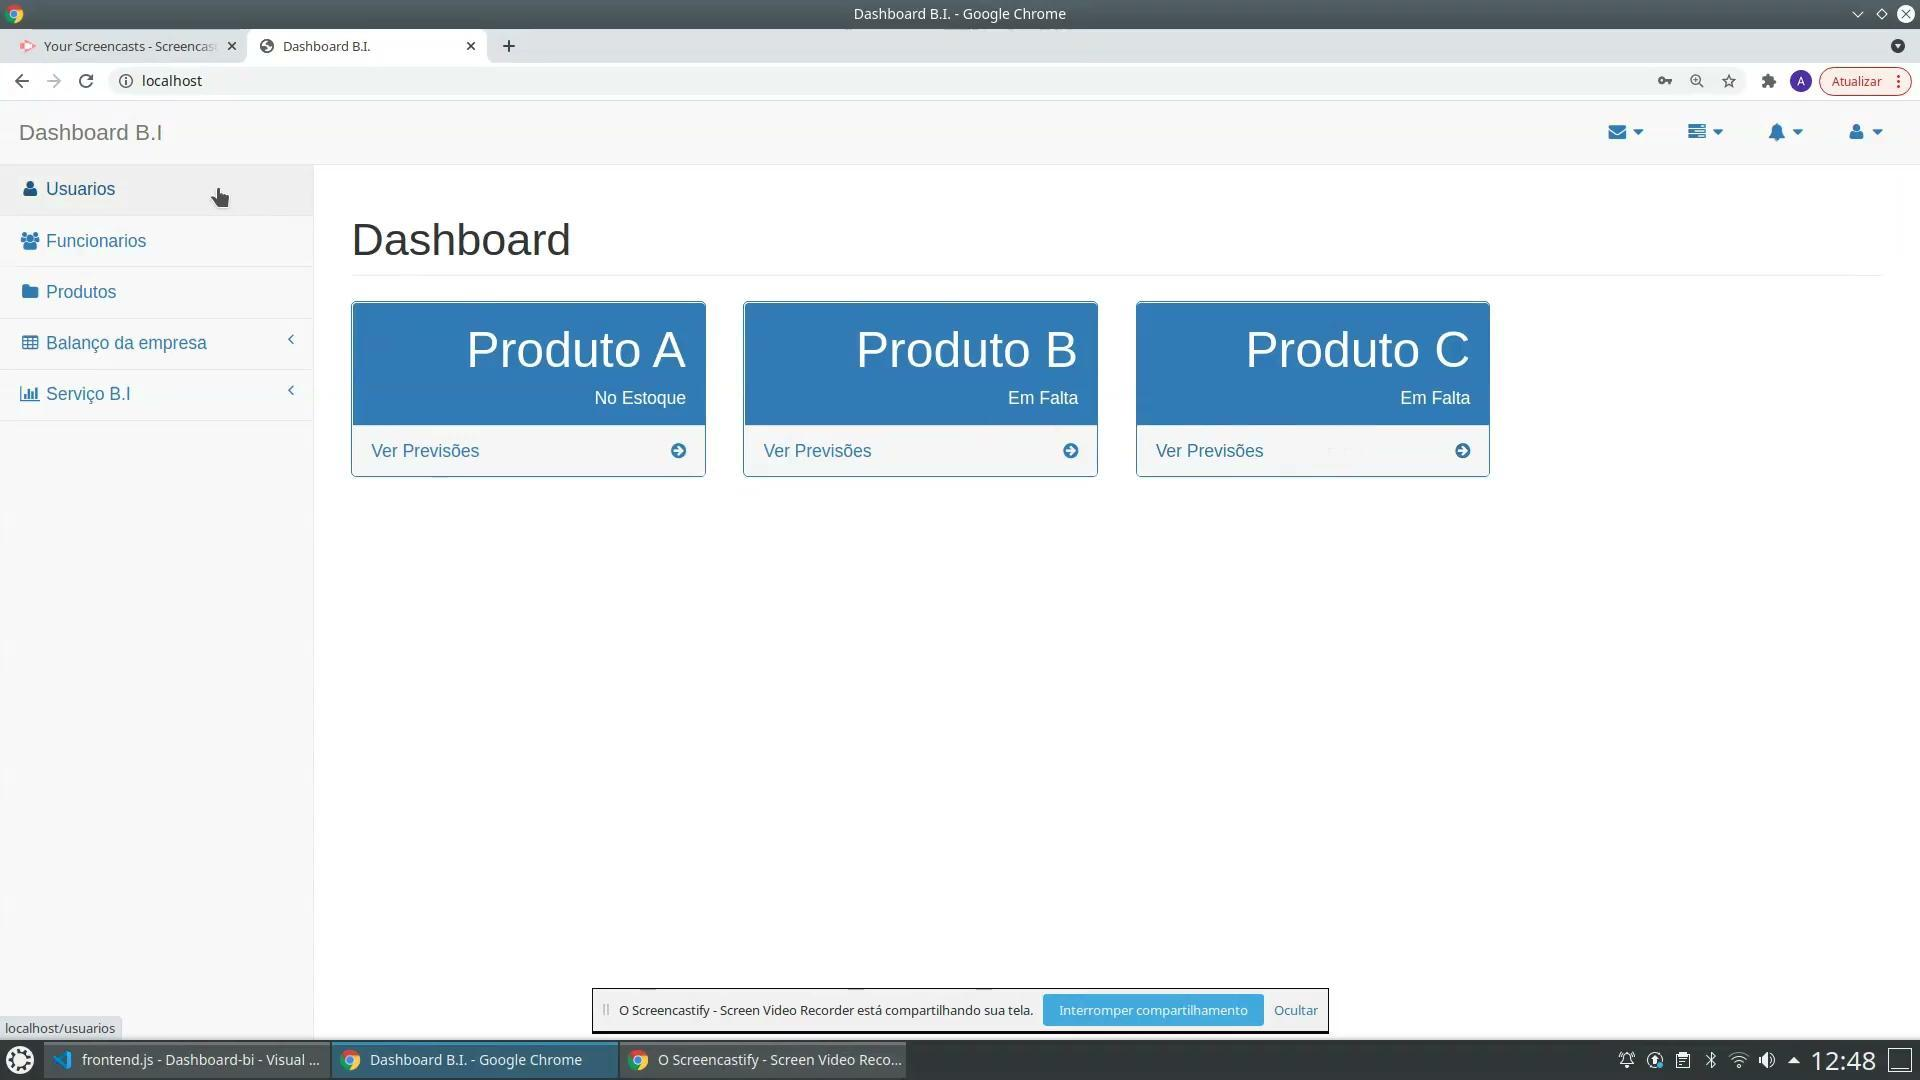 Dashboard B.I. - Google Chrome
Your Screencasts - Screencas
Dashboard B.I.
localhost
A
Atualizar
Dashboard B.I
Usuarios
Funcionarios
Produtos
Balanço da empresa
Serviço B.I
Dashboard
Produto A
No Estoque
Ver Previsões
Produto B
Em Falta
Ver Previsões
Produto C
Em Falta
Ver Previsões
O Screencastify - Screen Video Recorder está compartilhando sua tela.
Interromper compartilhamento
Ocultar
localhost/usuarios
frontend.js - Dashboard-bi - Visual ...
Dashboard B.I. - Google Chrome
O Screencastify - Screen Video Reco...
12:48